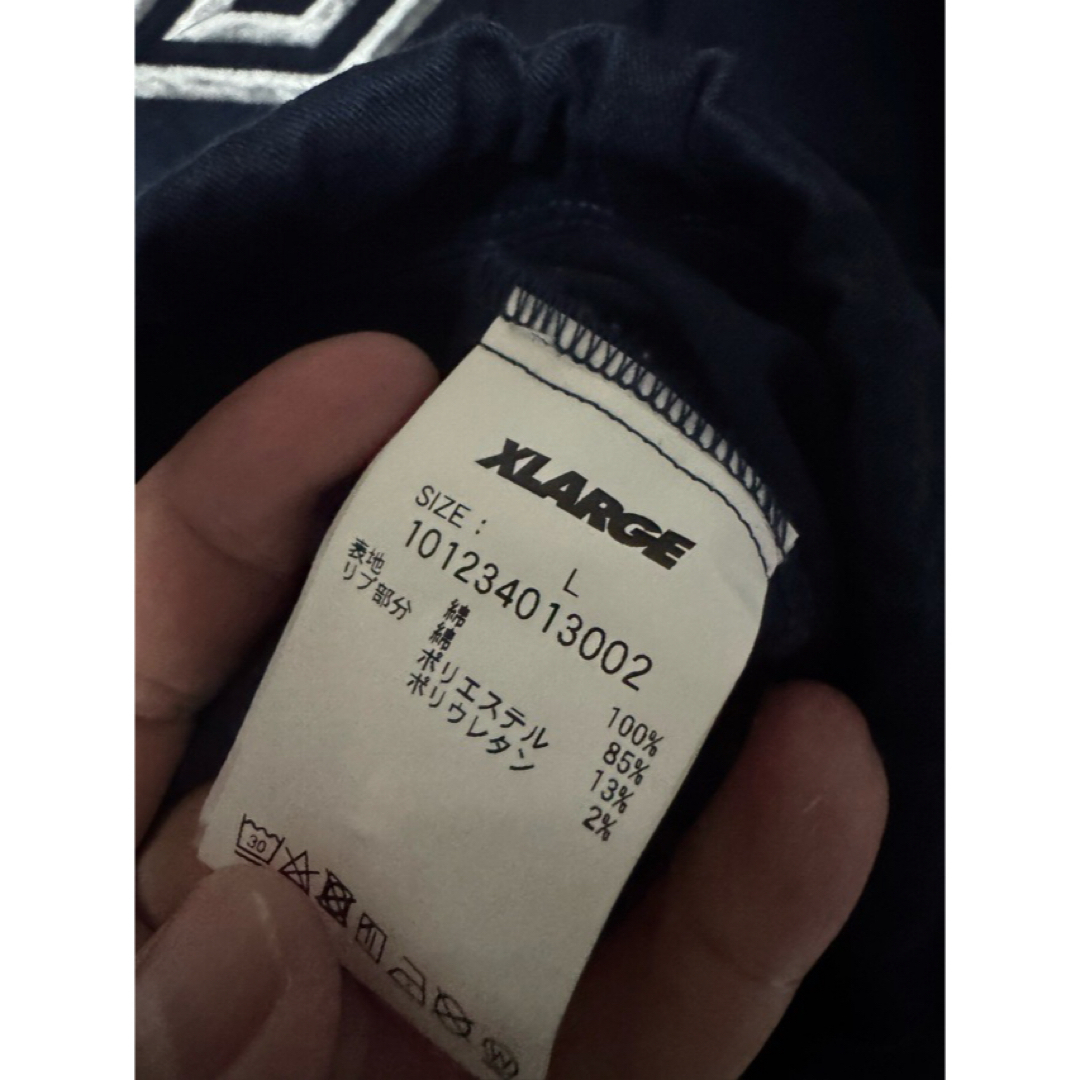 XLARGE
SIZE : L
101234013002
表地 綿 100%
リブ部分 綿 85%
ポリエステル 13%
ポリウレタン 2%
30